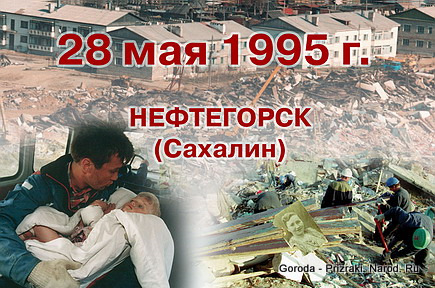 28 мая 1995 г.
НЕФТЕГОРСК
(Сахалин)
Goroda - Prizraki. Narod. Ru